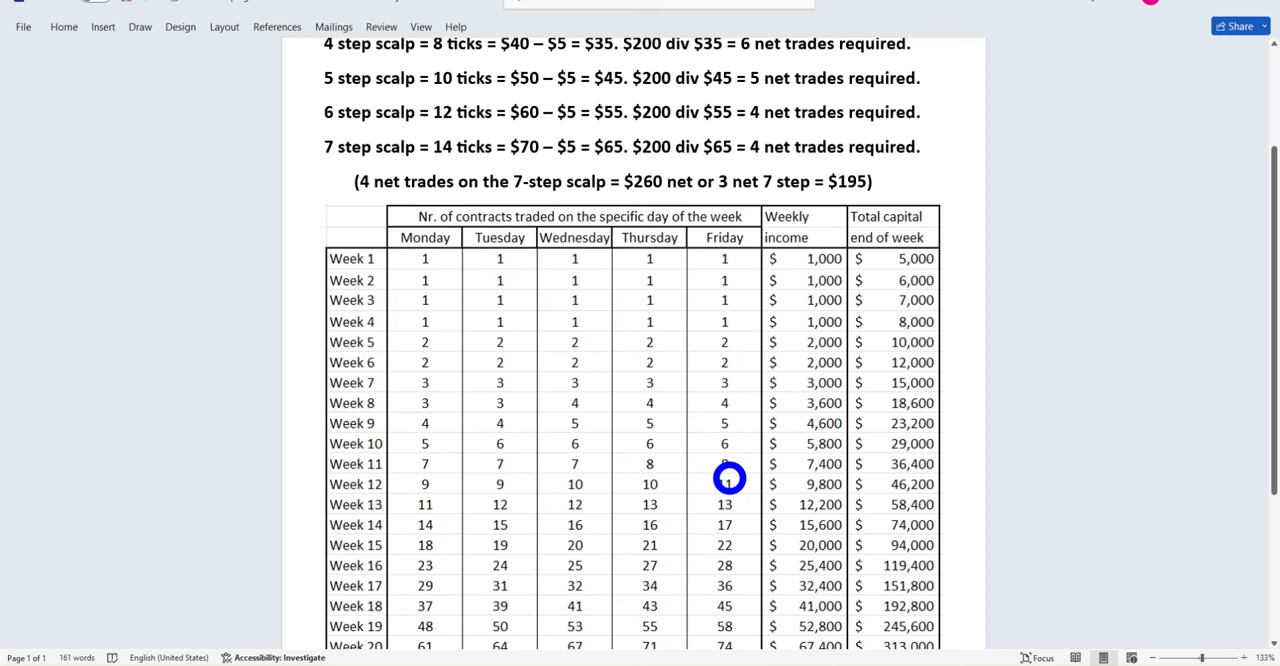 File Home Insert Draw Design Layout References Mailings Review View Help Share
4 step scalp = 8 ticks = $40 – $5 = $35. $200 div $35 = 6 net trades required.
5 step scalp = 10 ticks = $50 – $5 = $45. $200 div $45 = 5 net trades required.
6 step scalp = 12 ticks = $60 – $5 = $55. $200 div $55 = 4 net trades required.
7 step scalp = 14 ticks = $70 – $5 = $65. $200 div $65 = 4 net trades required.
(4 net trades on the 7-step scalp = $260 net or 3 net 7 step = $195)
Nr. of contracts traded on the specific day of the week Weekly Total capital
Monday Tuesday Wednesday Thursday Friday income end of week
Week 1 1 1 1 1 1 $ 1,000 $ 5,000
Week 2 1 1 1 1 1 $ 1,000 $ 6,000
Week 3 1 1 1 1 1 $ 1,000 $ 7,000
Week 4 1 1 1 1 1 $ 1,000 $ 8,000
Week 5 2 2 2 2 2 $ 2,000 $ 10,000
Week 6 2 2 2 2 2 $ 2,000 $ 12,000
Week 7 3 3 3 3 3 $ 3,000 $ 15,000
Week 8 3 3 4 4 4 $ 3,600 $ 18,600
Week 9 4 4 5 5 5 $ 4,600 $ 23,200
Week 10 5 6 6 6 6 $ 5,800 $ 29,000
Week 11 7 7 7 8 $ 7,400 $ 36,400
Week 12 9 9 10 10 11 $ 9,800 $ 46,200
Week 13 11 12 12 13 13 $ 12,200 $ 58,400
Week 14 14 15 16 16 17 $ 15,600 $ 74,000
Week 15 18 19 20 21 22 $ 20,000 $ 94,000
Week 16 23 24 25 27 28 $ 25,400 $ 119,400
Week 17 29 31 32 34 36 $ 32,400 $ 151,800
Week 18 37 39 41 43 45 $ 41,000 $ 192,800
Week 19 48 50 53 55 58 $ 52,800 $ 245,600
Week 20 61 64 67 71 74 $ 67,400 $ 313,000
Page 1 of 1 161 words English (United States) Accessibility: Investigate Focus 133%